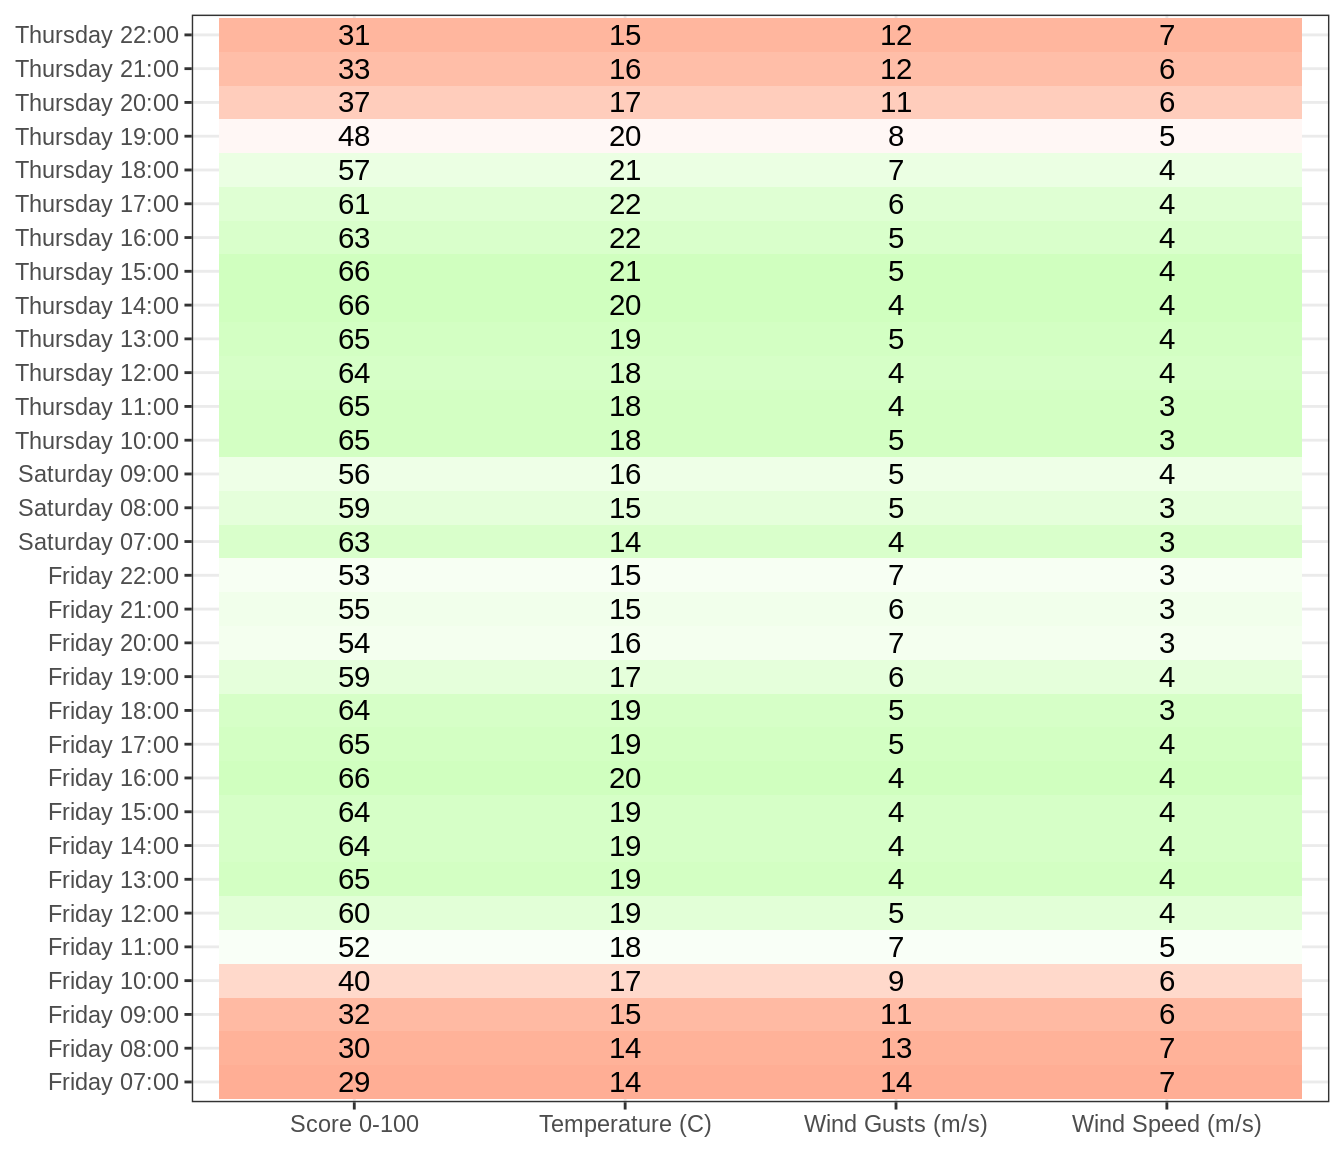 Thursday 22:00 31 15 12 7
Thursday 21:00 33 16 12 6
Thursday 20:00 37 17 11 6
Thursday 19:00 48 20 8 5
Thursday 18:00 57 21 7 4
Thursday 17:00 61 22 6 4
Thursday 16:00 63 22 5 4
Thursday 15:00 66 21 5 4
Thursday 14:00 66 20 4 4
Thursday 13:00 65 19 5 4
Thursday 12:00 64 18 4 4
Thursday 11:00 65 18 4 3
Thursday 10:00 65 18 5 3
Saturday 09:00 56 16 5 4
Saturday 08:00 59 15 5 3
Saturday 07:00 63 14 4 3
Friday 22:00 53 15 7 3
Friday 21:00 55 15 6 3
Friday 20:00 54 16 7 3
Friday 19:00 59 17 6 4
Friday 18:00 64 19 5 3
Friday 17:00 65 19 5 4
Friday 16:00 66 20 4 4
Friday 15:00 64 19 4 4
Friday 14:00 64 19 4 4
Friday 13:00 65 19 4 4
Friday 12:00 60 19 5 4
Friday 11:00 52 18 7 5
Friday 10:00 40 17 9 6
Friday 09:00 32 15 11 6
Friday 08:00 30 14 13 7
Friday 07:00 29 14 14 7
Score 0-100 Temperature (C) Wind Gusts (m/s) Wind Speed (m/s)